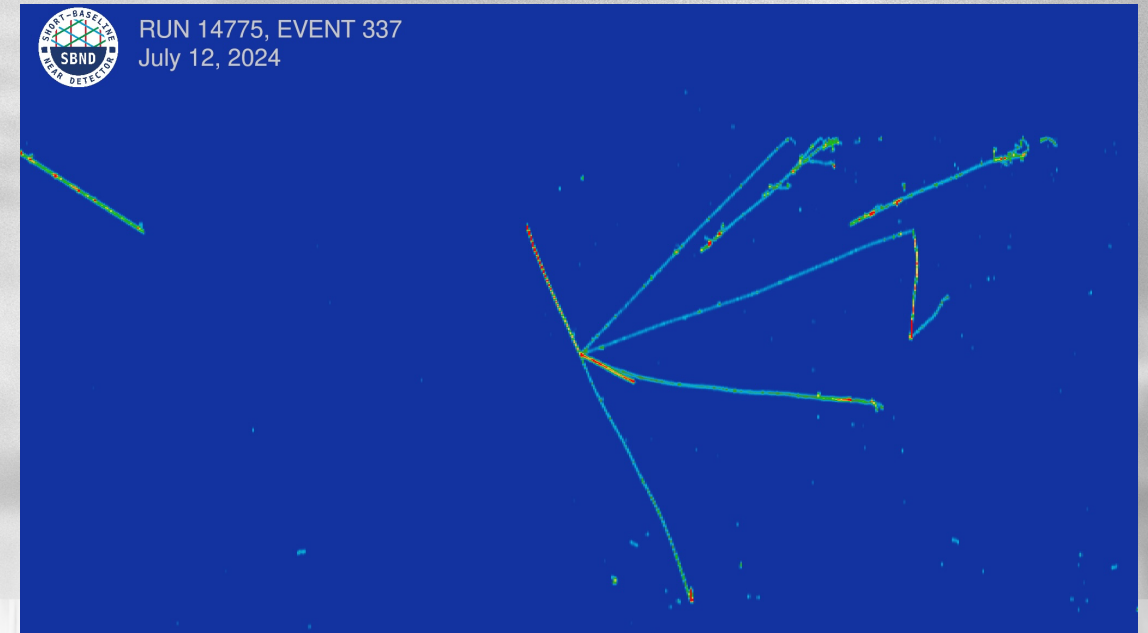 SHORT-BASELINE
SBND
NEAR DETECTOR
RUN 14775, EVENT 337
July 12, 2024